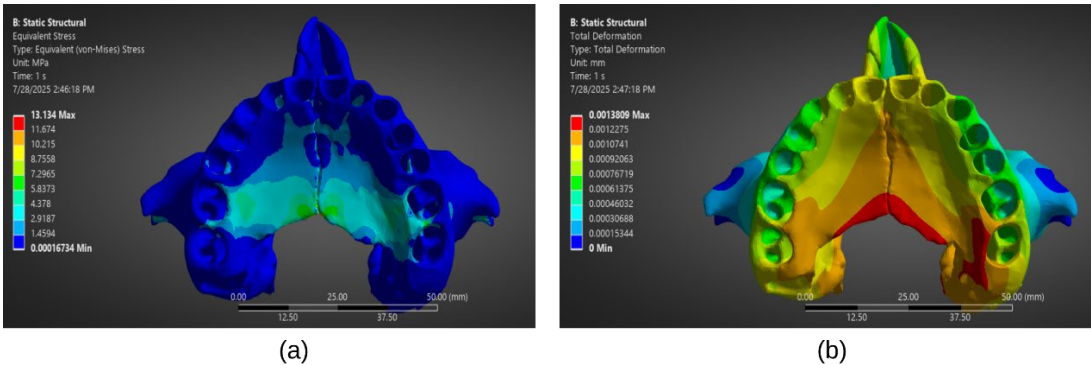 B: Static Structural
Equivalent Stress
Type: Equivalent (von-Mises) Stress
Unit: MPa
Time: 1 s
7/28/2025 2:46:18 PM
13.134 Max
11.674
10.215
8.7558
7.2965
5.8373
4.378
2.9187
1.4594
0.00016734 Min
0.00
25.00
50.00 (mm)
12.50
37.50
(a)
B: Static Structural
Total Deformation
Type: Total Deformation
Unit: mm
Time: 1 s
7/28/2025 2:47:18 PM
0.0013809 Max
0.0012275
0.0010741
0.00092063
0.00076719
0.00061375
0.00046032
0.00030688
0.00015344
0 Min
0.00
25.00
50.00 (mm)
12.50
37.50
(b)